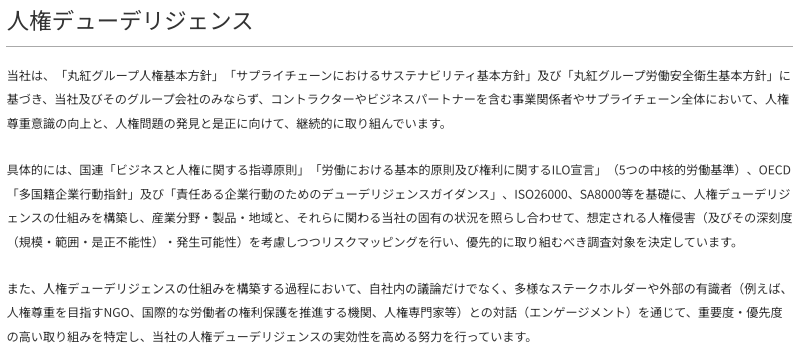 人権デューデリジェンス
当社は、「丸紅グループ人権基本方針」「サプライチェーンにおけるサステナビリティ基本方針」及び「丸紅グループ労働安全衛生基本方針」に
基づき、当社及びそのグループ会社のみならず、コントラクターやビジネスパートナーを含む事業関係者やサプライチェーン全体において、人権
尊重意識の向上と、人権問題の発見と是正に向けて、継続的に取り組んでいます。
具体的には、国連「ビジネスと人権に関する指導原則」「労働における基本的原則及び権利に関するILO宣言」（5つの中核的労働基準）、OECD
「多国籍企業行動指針」及び「責任ある企業行動のためのデューデリジェンスガイダンス」、ISO26000、SA8000等を基礎に、人権デューデリジ
ェンスの仕組みを構築し、産業分野・製品・地域と、それらに関わる当社の固有の状況を照らし合わせて、想定される人権侵害（及びその深刻度
（規模・範囲・是正不能性）・発生可能性）を考慮しつつリスクマッピングを行い、優先的に取り組むべき調査対象を決定しています。
また、人権デューデリジェンスの仕組みを構築する過程において、自社内の議論だけでなく、多様なステークホルダーや外部の有識者（例えば、
人権尊重を目指すNGO、国際的な労働者の権利保護を推進する機関、人権専門家等）との対話（エンゲージメント）を通じて、重要度・優先度
の高い取り組みを特定し、当社の人権デューデリジェンスの実効性を高める努力を行っています。